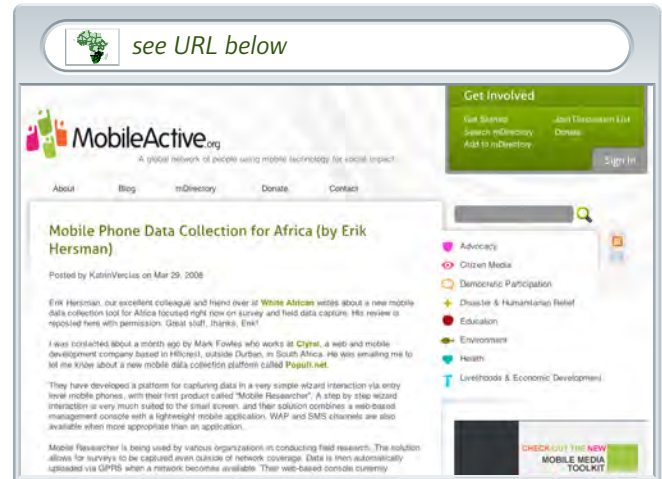 see URL below
Get Involved
Get Started
Join Discussion List
Search mDirectory
Donate
Add to mDirectory
Sign In
MobileActive.org
A global network of people using mobile technology for social impact
About Blog mDirectory Donate Contact
Mobile Phone Data Collection for Africa (by Erik
Hersman)
Posted by KatrinVerclas on Mar 29, 2008
Erik Hersman, our excellent colleague and friend over at White African writes about a new mobile
data collection tool for Africa focused right now on survey and field data capture. His review is
reposted here with permission. Great stuff, thanks, Erik!
I was contacted about a month ago by Mark Fowles who works at Clyral, a web and mobile
development company based in Hillcrest, outside Durban, in South Africa. He was emailing me to
let me know about a new mobile data collection platform called Populi.net.
They have developed a platform for capturing data in a very simple wizard interaction via entry
level mobile phones, with their first product called "Mobile Researcher". A step by step wizard
interaction is very much suited to the small screen, and their solution combines a web-based
management console with a lightweight mobile application. WAP and SMS channels are also
available when more appropriate than an application.
Mobile Researcher is being used by various organizations in conducting field research. The solution
allows for surveys to be captured even outside of network coverage. Data is then automatically
uploaded via GPRS when a network becomes available. Their web-based console currently
Advocacy
Citizen Media
Democratic Participation
Disaster & Humanitarian Relief
Education
Environment
Health
Livelihoods & Economic Development
CHECK OUT THE NEW
MOBILE MEDIA
TOOLKIT